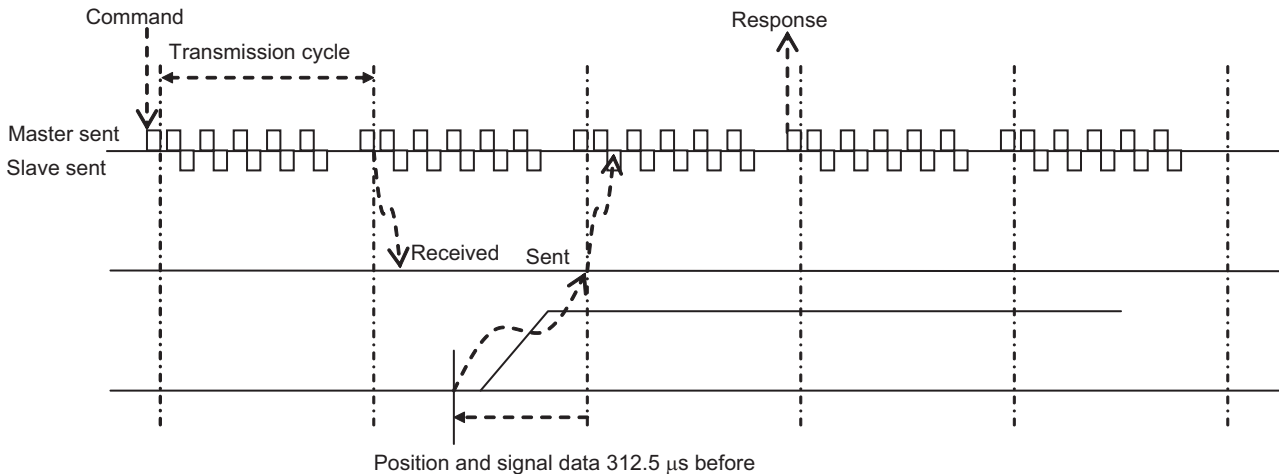 Command
Response
Transmission cycle
Master sent
Slave sent
Received
Sent
Position and signal data 312.5 μs before